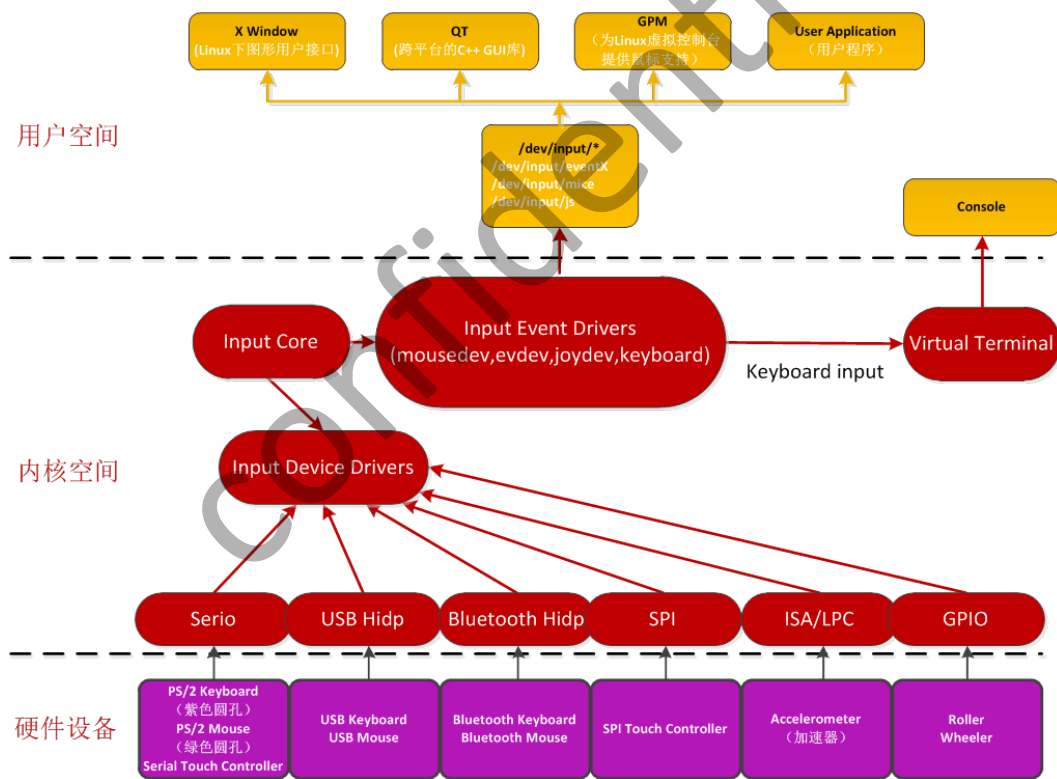 X Window
(Linux下图形用户接口)
QT
(跨平台的C++ GUI库)
GPM
（为Linux虚拟控制台
提供鼠标支持）
User Application
（用户程序）
用户空间
/dev/input/*
/dev/input/eventX
/dev/input/mice
/dev/input/js
Console
Input Core
Input Event Drivers
(mousedev,evdev,joydev,keyboard)
Keyboard input
Virtual Terminal
内核空间
Input Device Drivers
Serio
USB Hidp
Bluetooth Hidp
SPI
ISA/LPC
GPIO
硬件设备
PS/2 Keyboard
（紫色圆孔）
PS/2 Mouse
（绿色圆孔）
Serial Touch Controller
USB Keyboard
USB Mouse
Bluetooth Keyboard
Bluetooth Mouse
SPI Touch Controller
Accelerometer
（加速器）
Roller
Wheeler